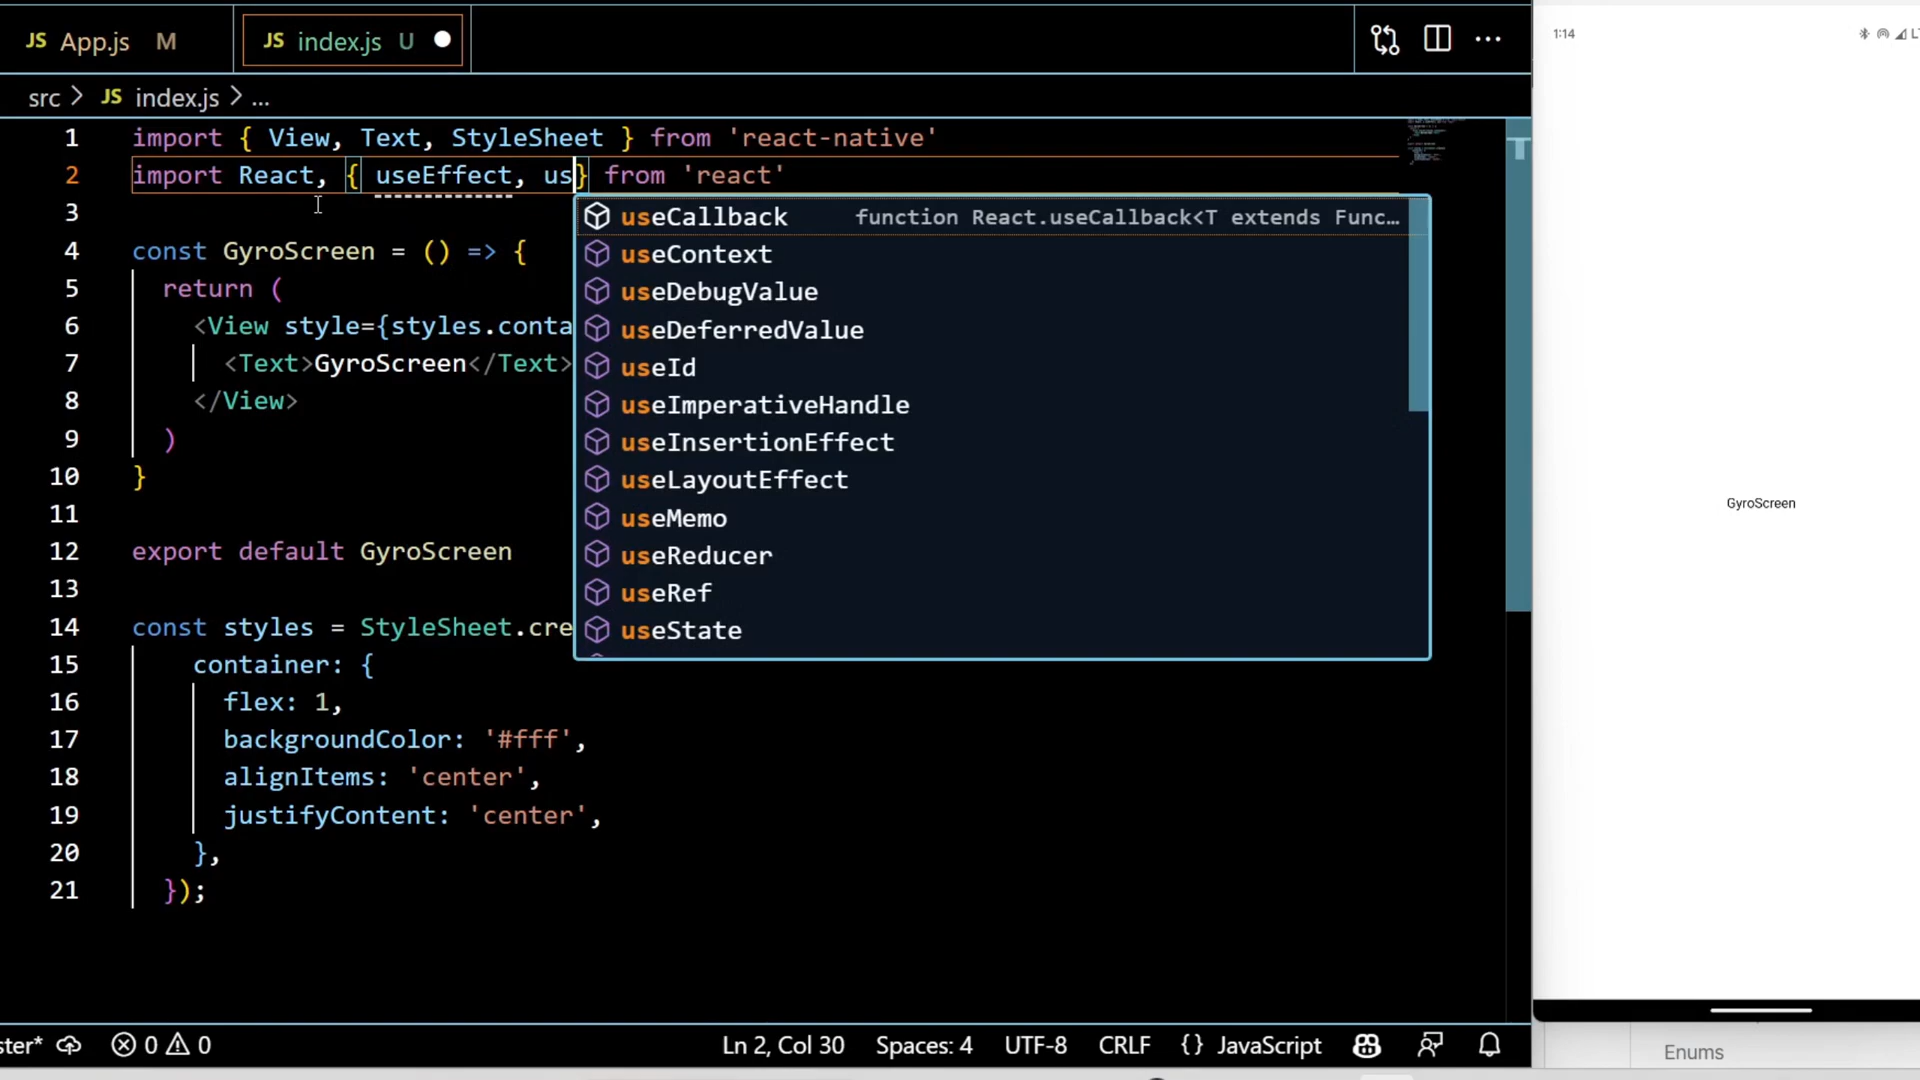 JS App.js M
JS index.js U
src > JS index.js > ...
1 import { View, Text, StyleSheet } from 'react-native'
2 import React, { useEffect, us} from 'react'
3
4 const GyroScreen = () => {
5 return (
6 <View style={styles.conta
7 <Text>GyroScreen</Text>
8 </View>
9 )
10 }
11
12 export default GyroScreen
13
14 const styles = StyleSheet.cre
15 container: {
16 flex: 1,
17 backgroundColor: '#fff',
18 alignItems: 'center',
19 justifyContent: 'center',
20 },
21 });
useCallback function React.useCallback<T extends Func…
useContext
useDebugValue
useDeferredValue
useId
useImperativeHandle
useInsertionEffect
useLayoutEffect
useMemo
useReducer
useRef
useState
ster* 0 0 Ln 2, Col 30 Spaces: 4 UTF-8 CRLF {} JavaScript
1:14 LT
GyroScreen
Enums